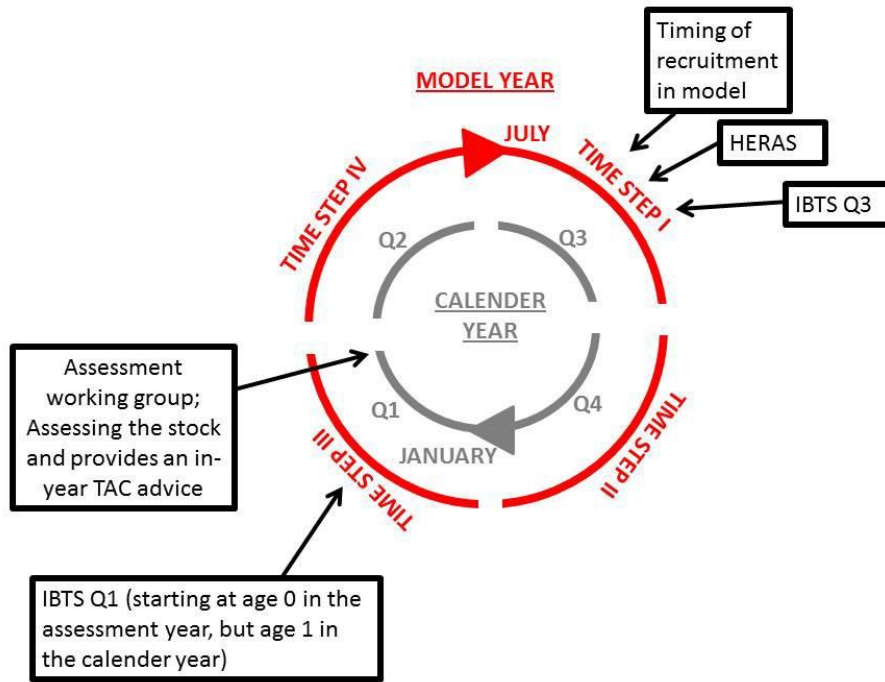 Timing of
recruitment
in model
MODEL YEAR
JULY
HERAS
TIME STEP I
IBTS Q3
TIME STEP IV
Q2
Q3
CALENDER
YEAR
Assessment
working group;
Assessing the stock
and provides an in-
year TAC advice
Q1
Q4
JANUARY
TIME STEP III
TIME STEP II
IBTS Q1 (starting at age 0 in the
assessment year, but age 1 in
the calender year)